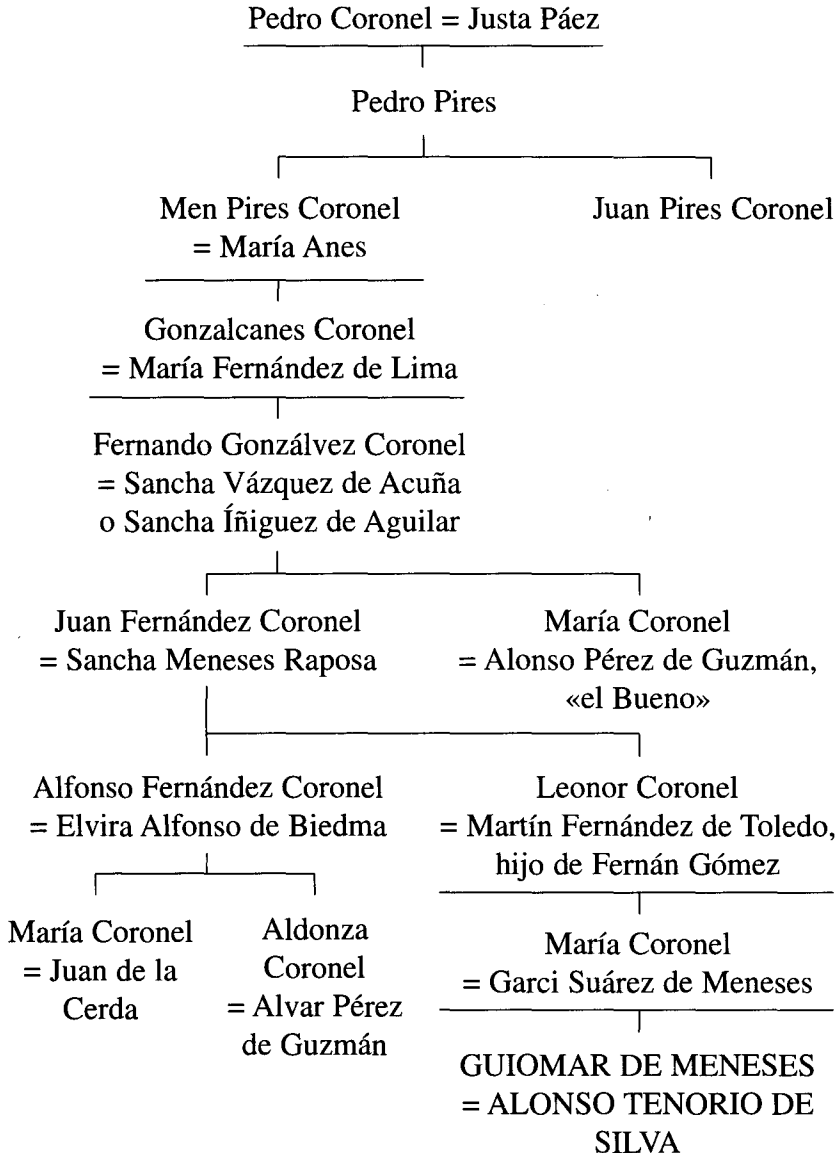 Pedro Coronel = Justa Páez
Pedro Pires
Men Pires Coronel
= María Anes
Juan Pires Coronel
Gonzalcanes Coronel
= María Fernández de Lima
Fernando Gonzálvez Coronel
= Sancha Vázquez de Acuña
o Sancha Íñiguez de Aguilar
Juan Fernández Coronel
= Sancha Meneses Raposa
María Coronel
= Alonso Pérez de Guzmán,
«el Bueno»
Alfonso Fernández Coronel
= Elvira Alfonso de Biedma
Leonor Coronel
= Martín Fernández de Toledo,
hijo de Fernán Gómez
María Coronel
= Juan de la
Cerda
Aldonza
Coronel
= Alvar Pérez
de Guzmán
María Coronel
= Garci Suárez de Meneses
GUIOMAR DE MENESES
= ALONSO TENORIO DE
SILVA